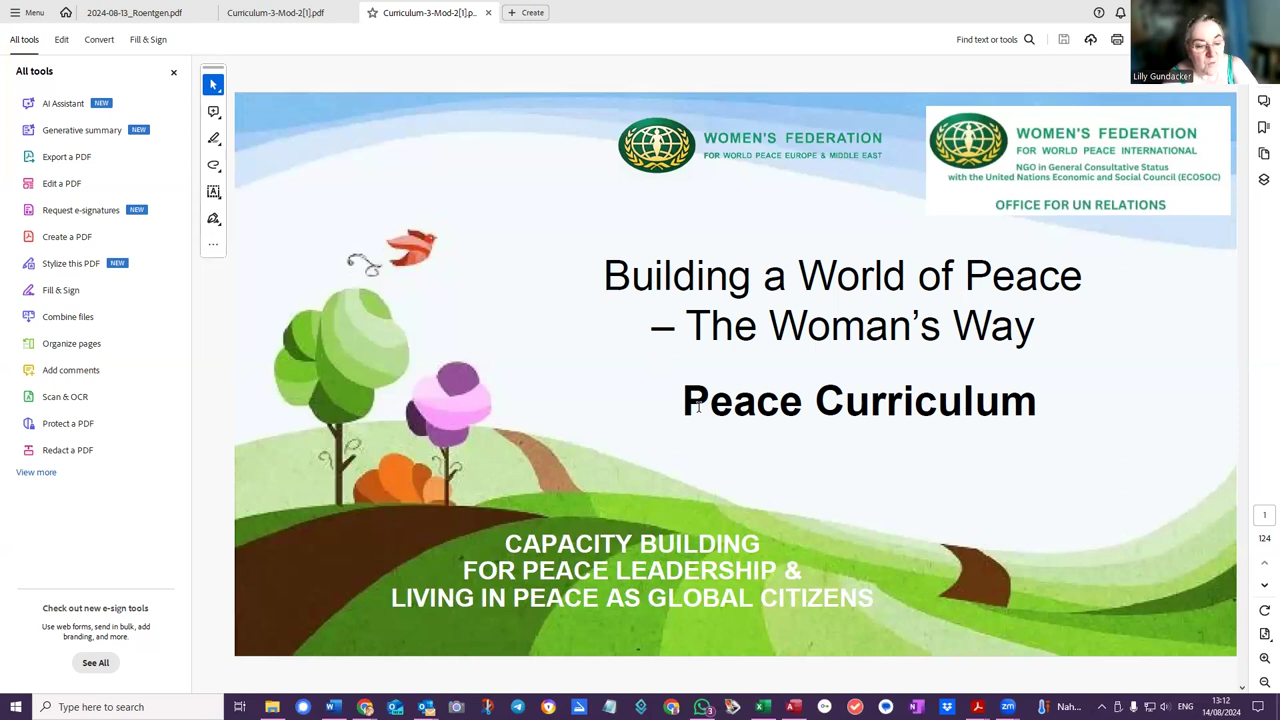 Menu
2024-08-13_Roentgen.pdf
Curriculum-3-Mod-2[1].pdf
Curriculum-3-Mod-2[1].p...
+ Create
All tools
Edit
Convert
Fill & Sign
Find text or tools
Lilly Gundacker
All tools
AI Assistant NEW
Generative summary NEW
Export a PDF
Edit a PDF
Request e-signatures NEW
Create a PDF
Stylize this PDF NEW
Fill & Sign
Combine files
Organize pages
Add comments
Scan & OCR
Protect a PDF
Redact a PDF
View more
Check out new e-sign tools
Use web forms, send in bulk, add
branding, and more.
See All
WOMEN'S FEDERATION
FOR WORLD PEACE EUROPE & MIDDLE EAST
WOMEN'S FEDERATION
FOR WORLD PEACE INTERNATIONAL
NGO in General Consultative Status
with the United Nations Economic and Social Council (ECOSOC)
OFFICE FOR UN RELATIONS
Building a World of Peace
– The Woman's Way
Peace Curriculum
CAPACITY BUILDING
FOR PEACE LEADERSHIP &
LIVING IN PEACE AS GLOBAL CITIZENS
1
124
Type here to search
3
Nah...
ENG
13:12
14/08/2024